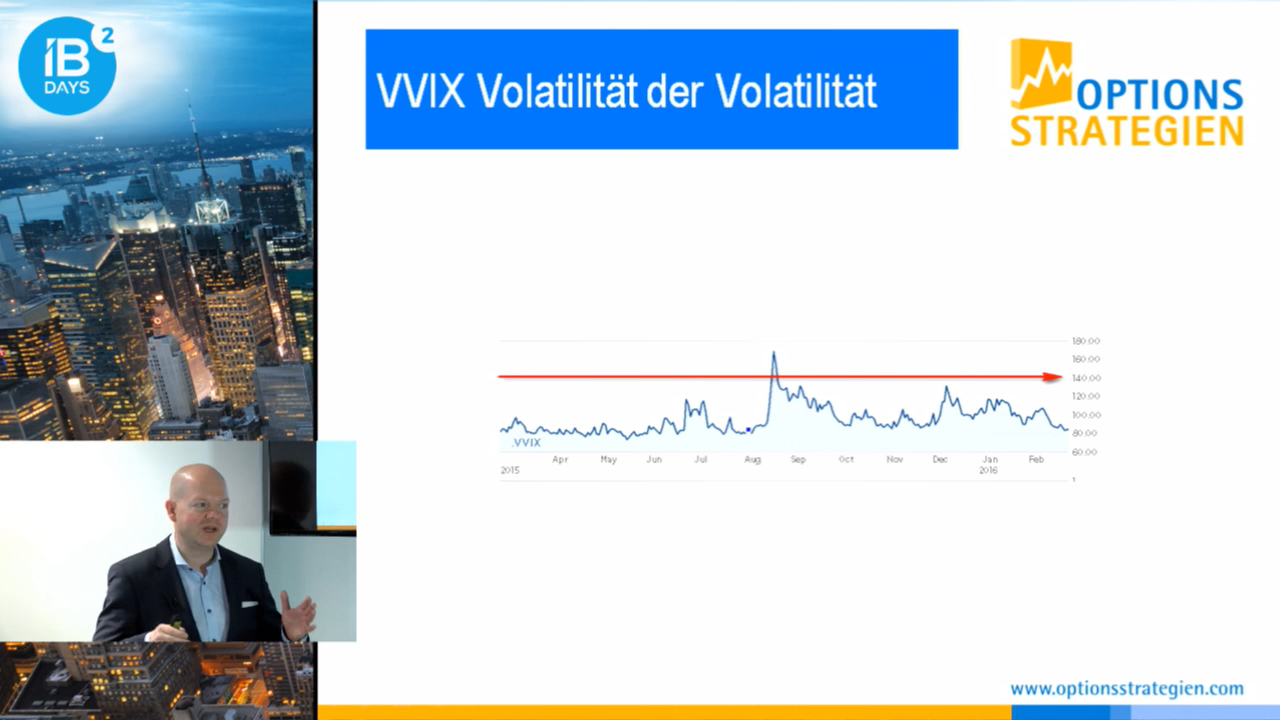 IB 2
DAYS
VVIX Volatilität der Volatilität
OPTIONS
STRATEGIEN
180.00
160.00
140.00
120.00
100.00
80.00
60.00
.VVIX
Apr May Jun Jul Aug Sep Oct Nov Dec Jan Feb
2015 2016
1
www.optionsstrategien.com